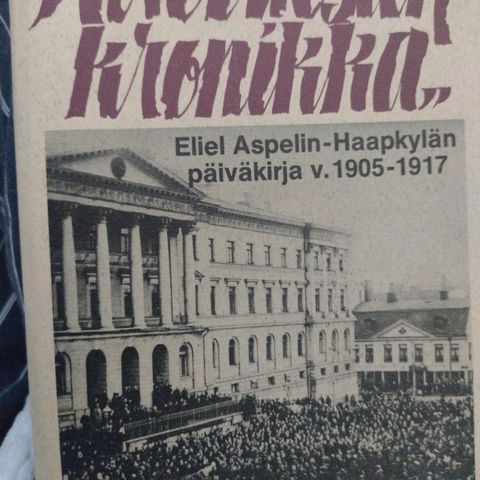 kronikka„
Eliel Aspelin-Haapkylän
päiväkirja v. 1905-1917